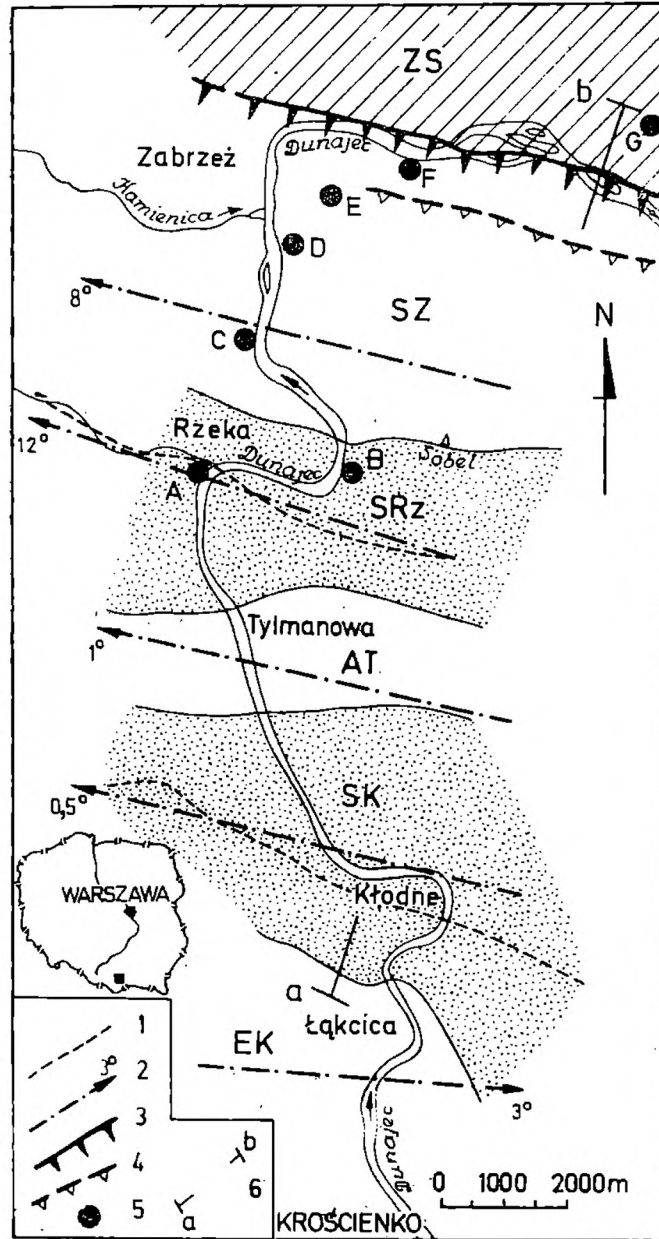 ZS
b
G
Zabrzeż
Dunajec
F
Kamienica
E
D
8°
SZ
C
N
Rzeka
12°
Dunajec
B
Sobel
A
SRz
Tylmanowa
1°
AT
SK
0,5°
WARSZAWA
Kłodne
a
Łąkcica
EK
3°
1
3°
2
3
4
b
5
a
6
Dunajec
0 1000 2000m
KROŚCIENKO